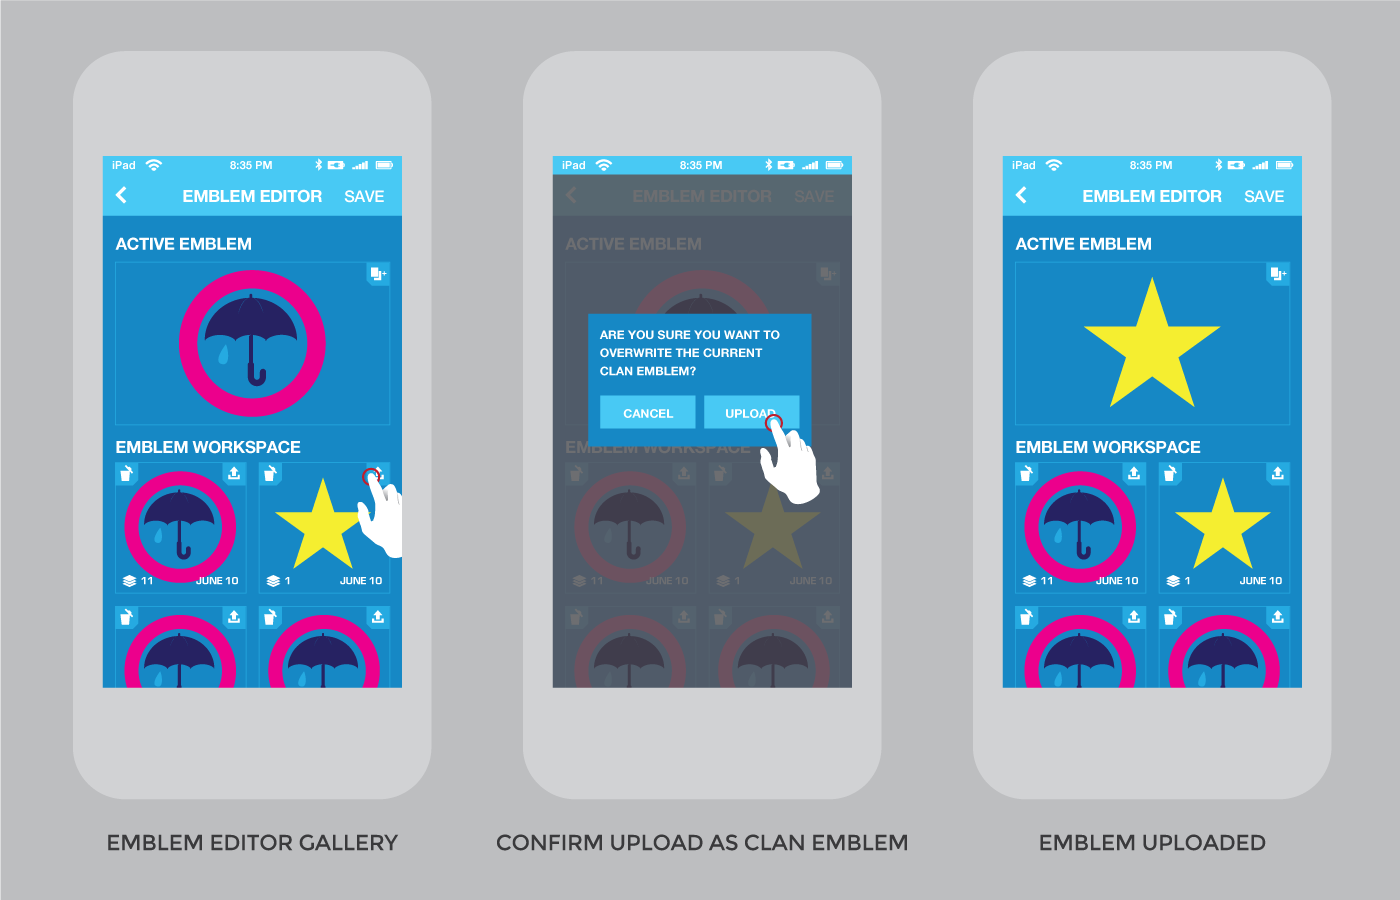 iPad 8:35 PM
EMBLEM EDITOR SAVE
ACTIVE EMBLEM
EMBLEM WORKSPACE
11 JUNE 10
1 JUNE 10
EMBLEM EDITOR GALLERY
iPad 8:35 PM
EMBLEM EDITOR SAVE
ACTIVE EMBLEM
ARE YOU SURE YOU WANT TO
OVERWRITE THE CURRENT
CLAN EMBLEM?
CANCEL UPLOAD
EMBLEM WORKSPACE
11 JUNE 10
1 JUNE 10
CONFIRM UPLOAD AS CLAN EMBLEM
iPad 8:35 PM
EMBLEM EDITOR SAVE
ACTIVE EMBLEM
EMBLEM WORKSPACE
11 JUNE 10
1 JUNE 10
EMBLEM UPLOADED